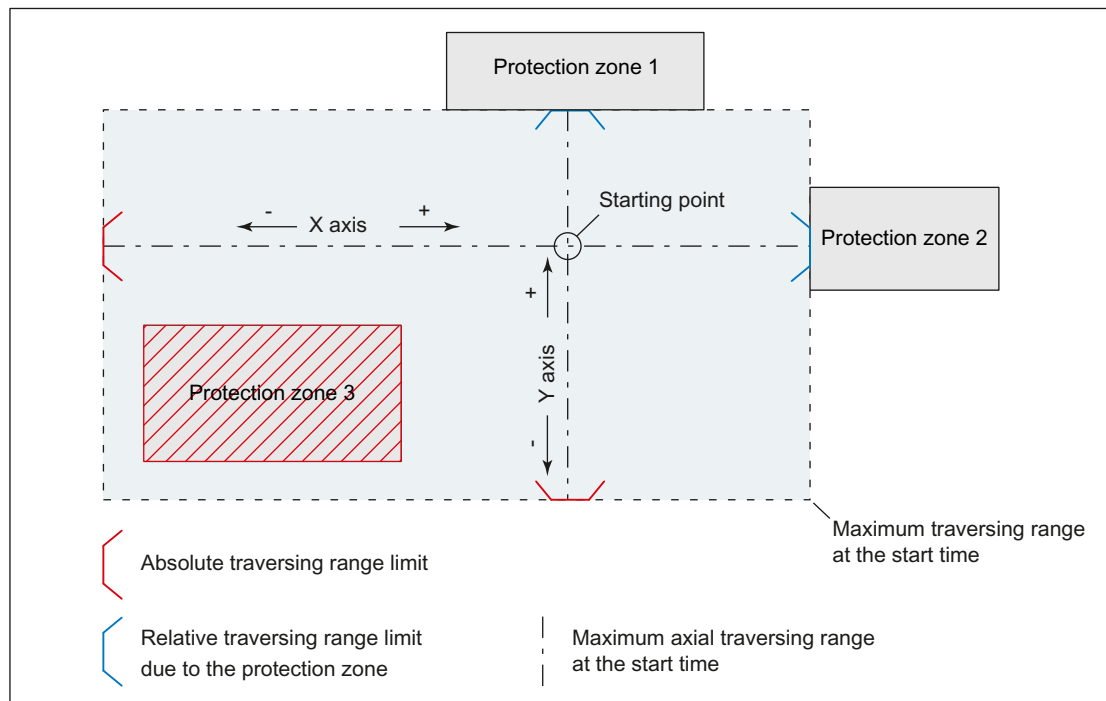 Protection zone 1
Starting point
- X axis +
Protection zone 2
+
Y axis
-
Protection zone 3
Maximum traversing range
at the start time
Absolute traversing range limit
Relative traversing range limit
due to the protection zone
Maximum axial traversing range
at the start time